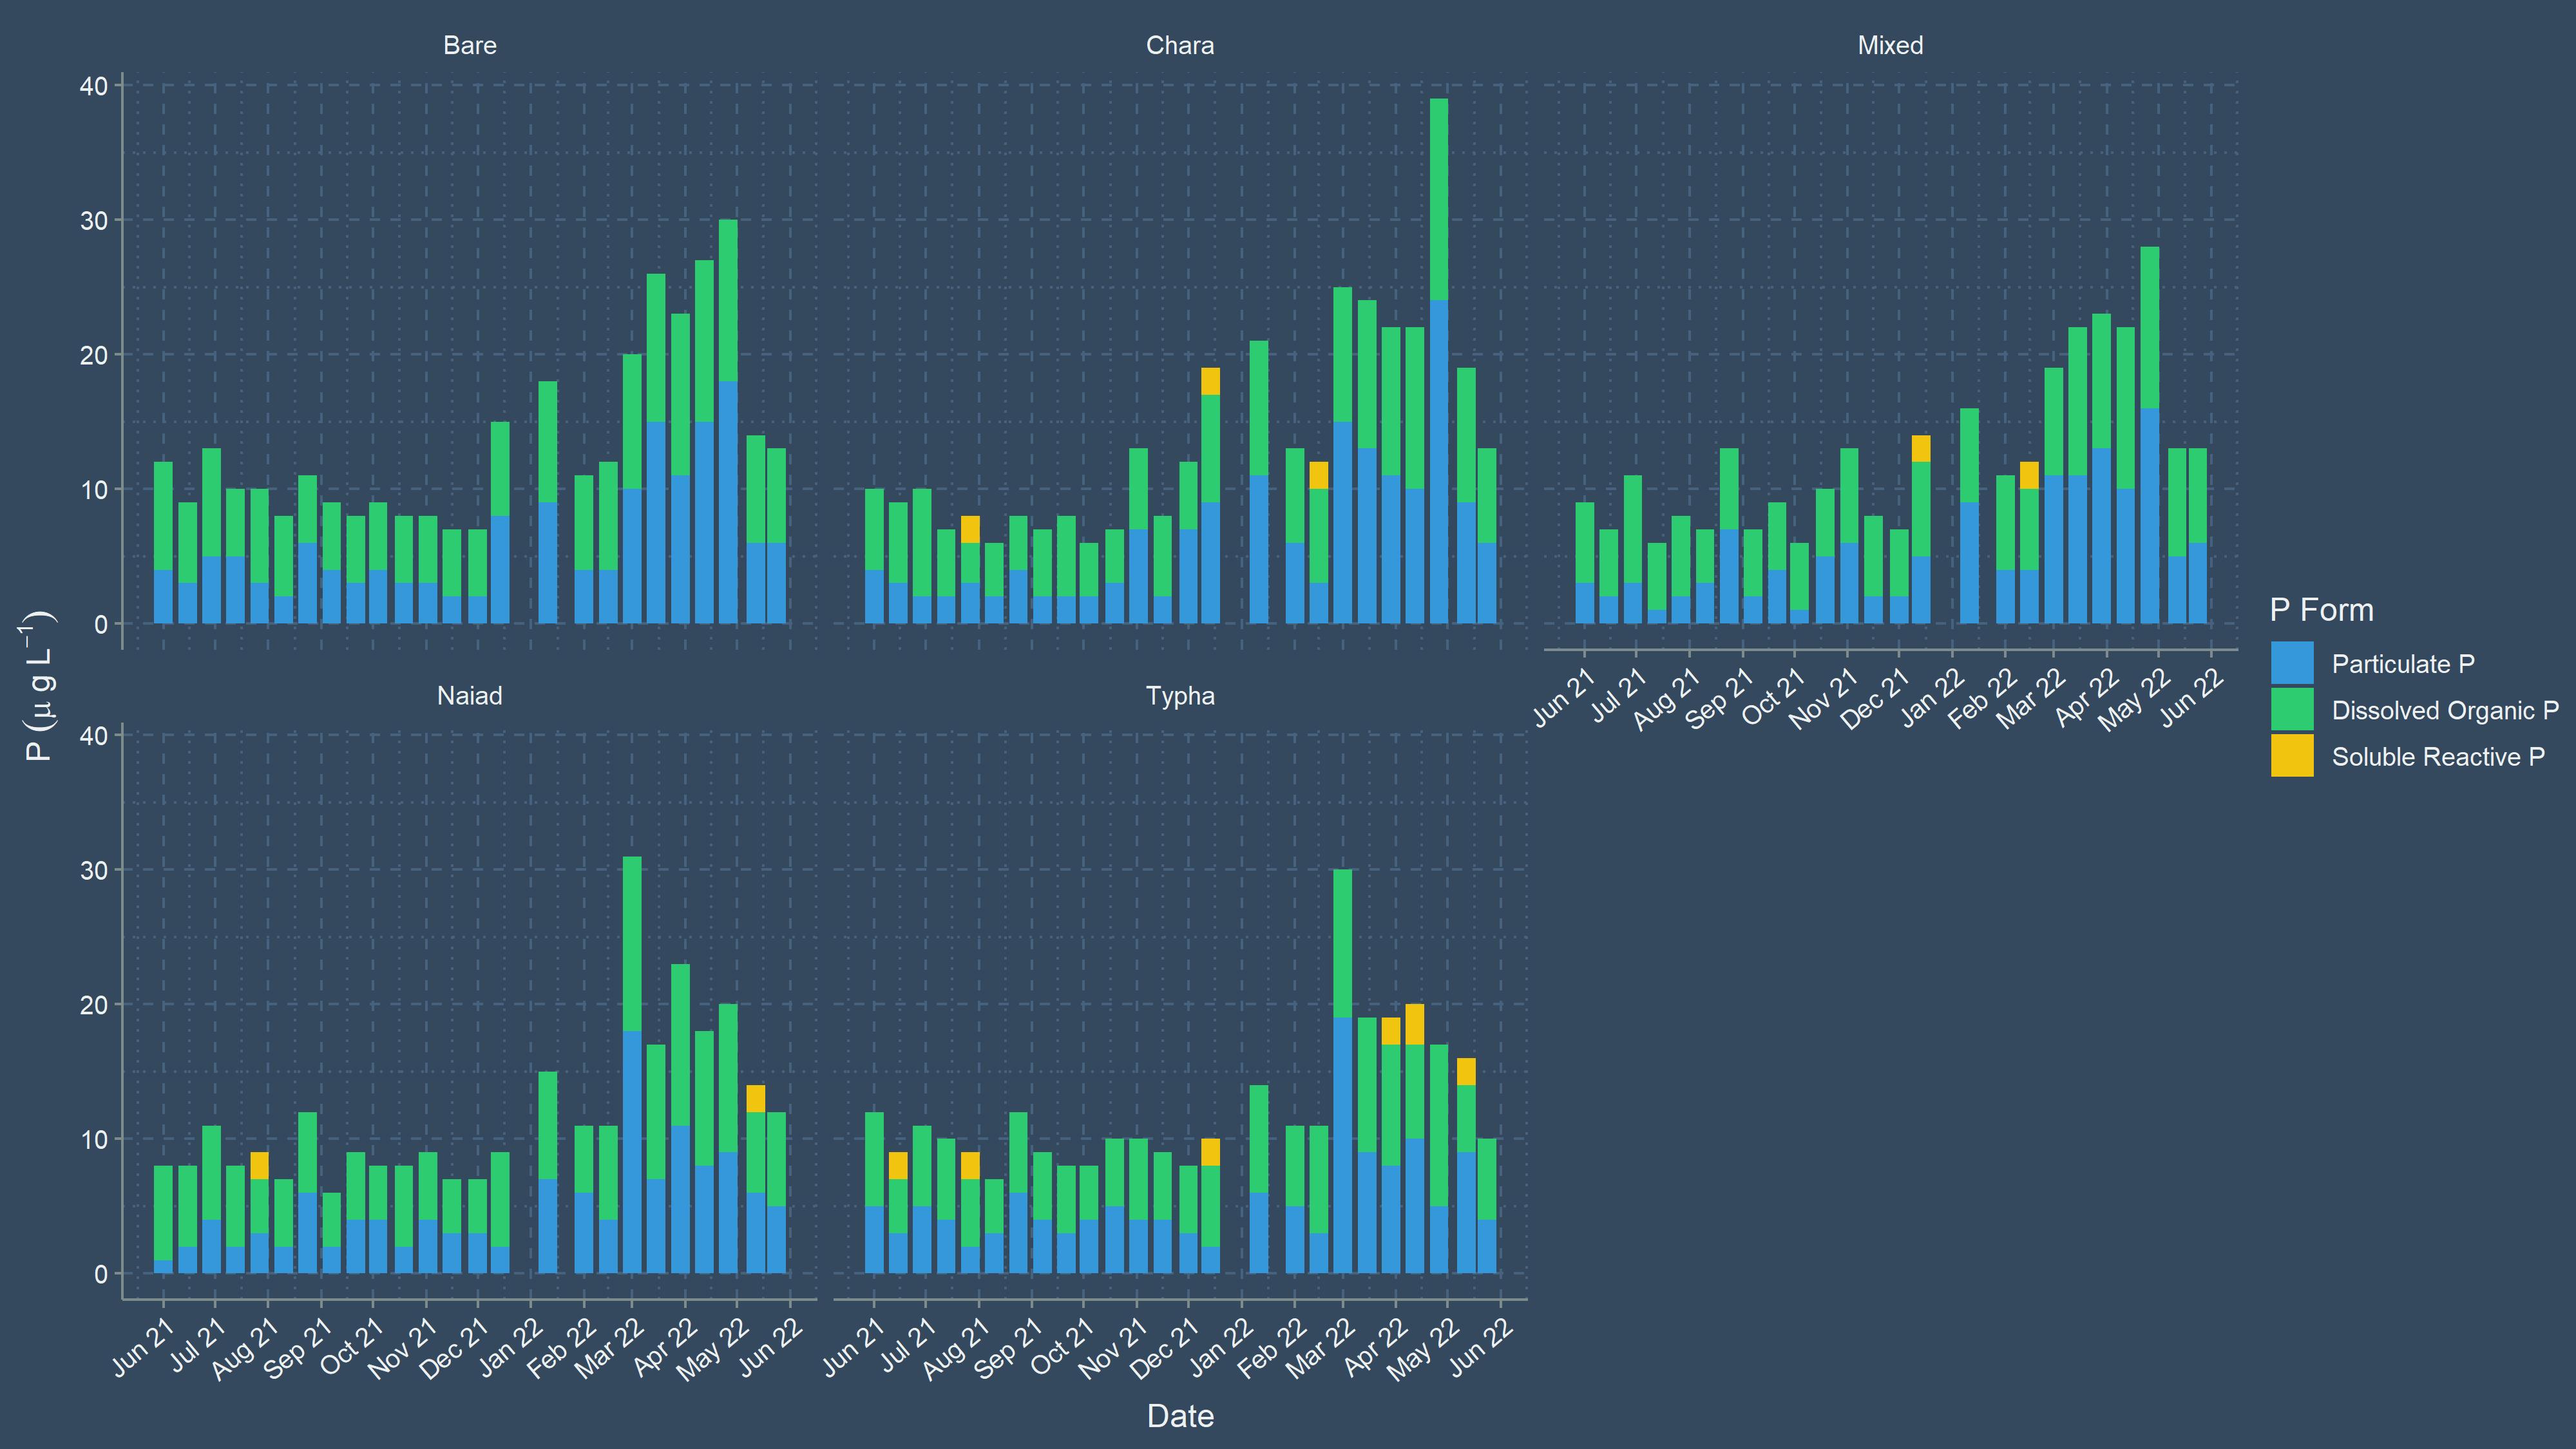 Bare
Chara
Mixed
40
30
20
10
0
Jun 21 Jul 21 Aug 21 Sep 21 Oct 21 Nov 21 Dec 21 Jan 22 Feb 22 Mar 22 Apr 22 May 22 Jun 22
P (μ g L⁻¹)
P Form
Particulate P
Dissolved Organic P
Soluble Reactive P
Naiad
Typha
40
30
20
10
0
Jun 21 Jul 21 Aug 21 Sep 21 Oct 21 Nov 21 Dec 21 Jan 22 Feb 22 Mar 22 Apr 22 May 22 Jun 22
Jun 21 Jul 21 Aug 21 Sep 21 Oct 21 Nov 21 Dec 21 Jan 22 Feb 22 Mar 22 Apr 22 May 22 Jun 22
Date